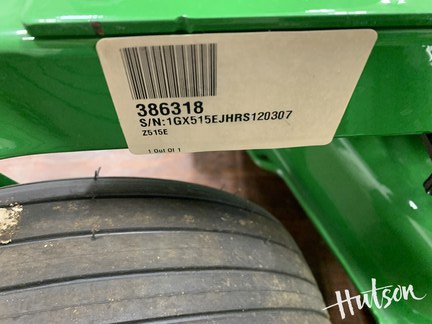 386318
S/N:1GX515EJHRS120307
Z515E
1 Out Of 1
Hutson